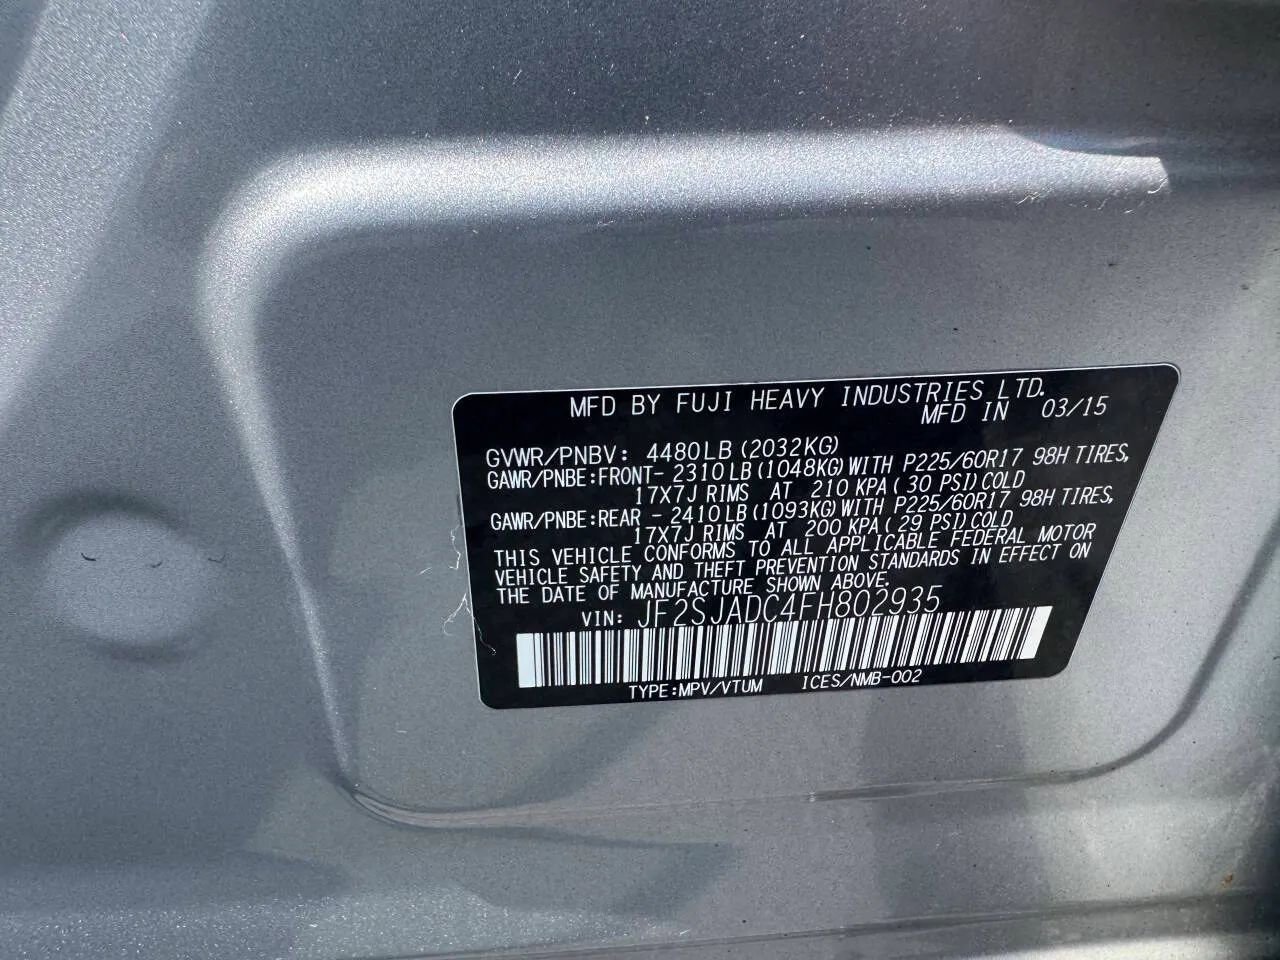 MFD BY FUJI HEAVY INDUSTRIES LTD.
MFD IN 03/15
GVWR/PNBV: 4480LB(2032KG)
GAWR/PNBE:FRONT- 2310LB(1048KG)WITH P225/60R17 98H TIRES,
17X7J RIMS AT 210 KPA( 30 PSI)COLD
GAWR/PNBE:REAR - 2410LB(1093KG)WITH P225/60R17 98H TIRES,
17X7J RIMS AT 200 KPA( 29 PSI)COLD
THIS VEHICLE CONFORMS TO ALL APPLICABLE FEDERAL MOTOR
VEHICLE SAFETY AND THEFT PREVENTION STANDARDS IN EFFECT ON
THE DATE OF MANUFACTURE SHOWN ABOVE.
VIN: JF2SJADC4FH802935
TYPE:MPV/VTUM ICES/NMB-002